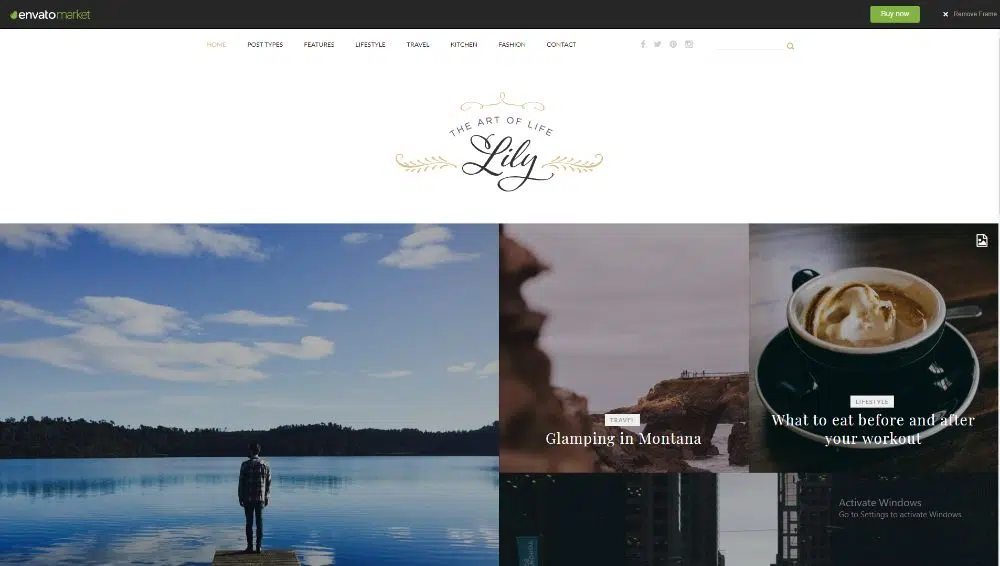 envatomarket
Buy now
Remove Frame
HOME
POST TYPES
FEATURES
LIFESTYLE
TRAVEL
KITCHEN
FASHION
CONTACT
THE ART OF LIFE
Lily
TRAVEL
Glamping in Montana
LIFESTYLE
What to eat before and after
your workout
Activate Windows
Go to Settings to activate Windows.